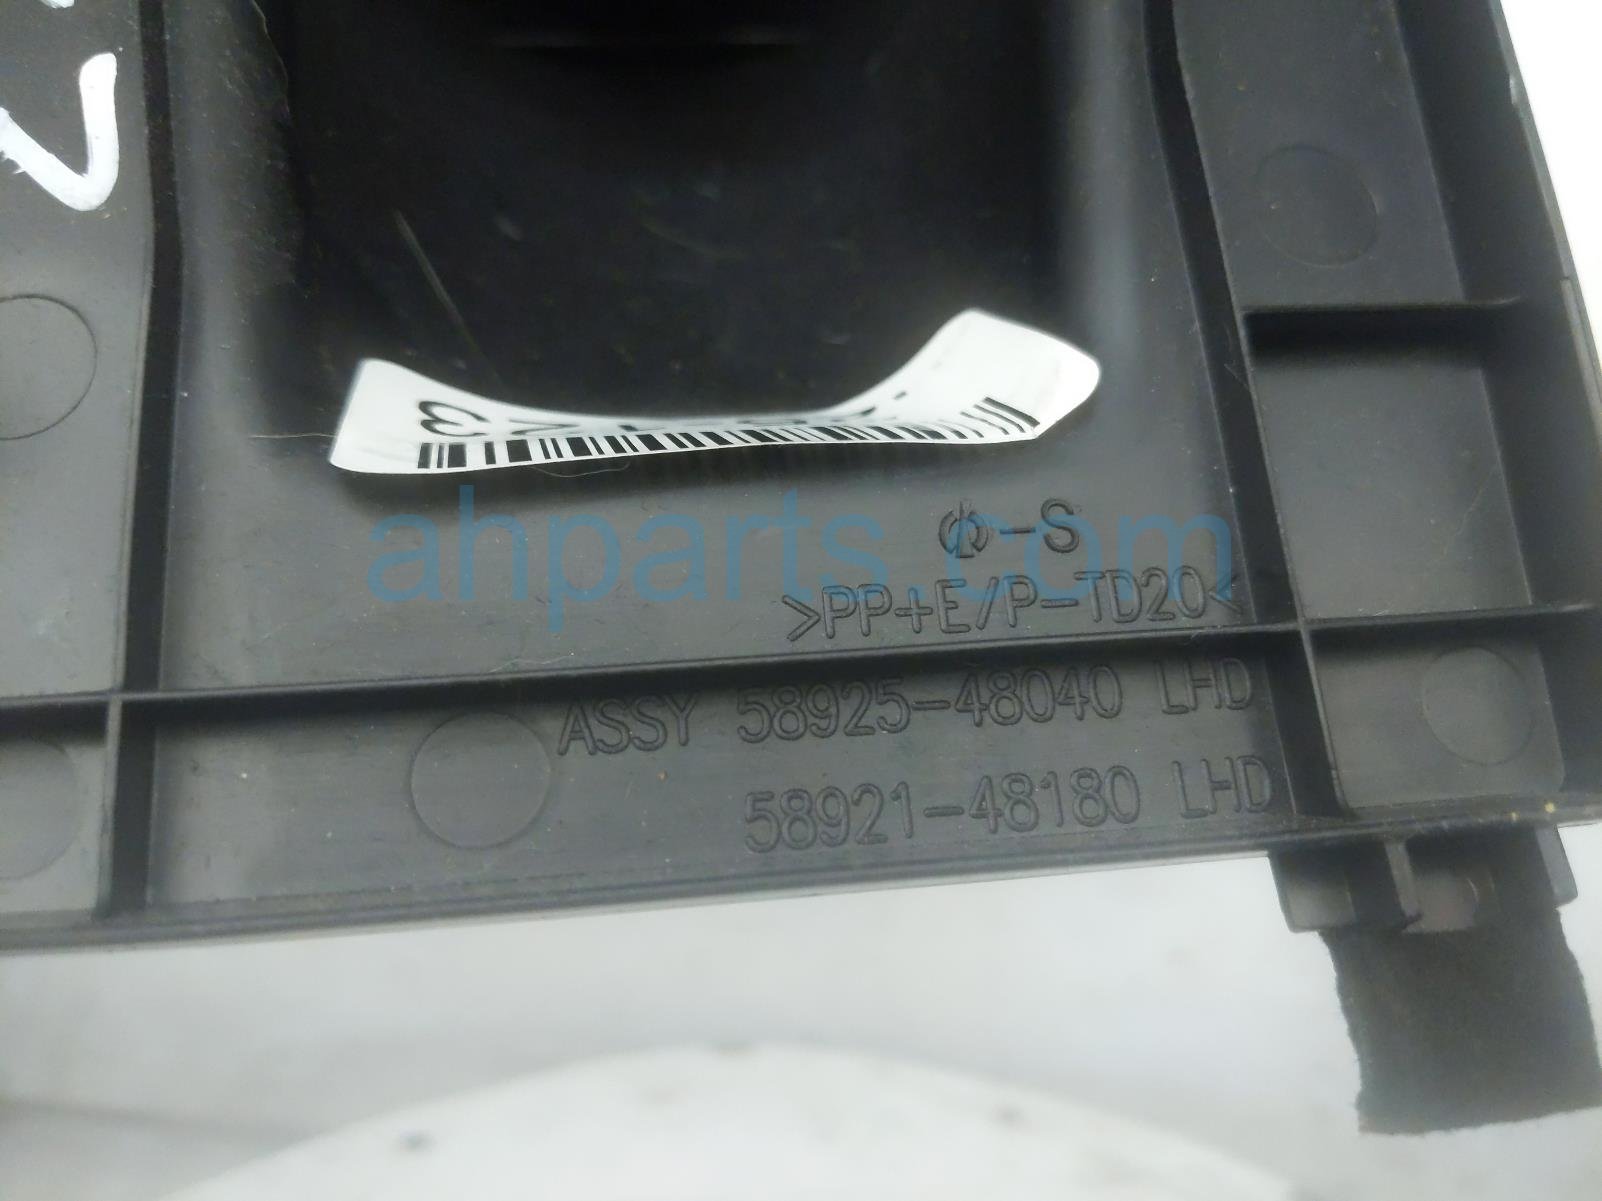 -S
>PP+E/P-TD20<
ASSY 58925-48040 LHD
58921-48180 LHD
ahparts.com